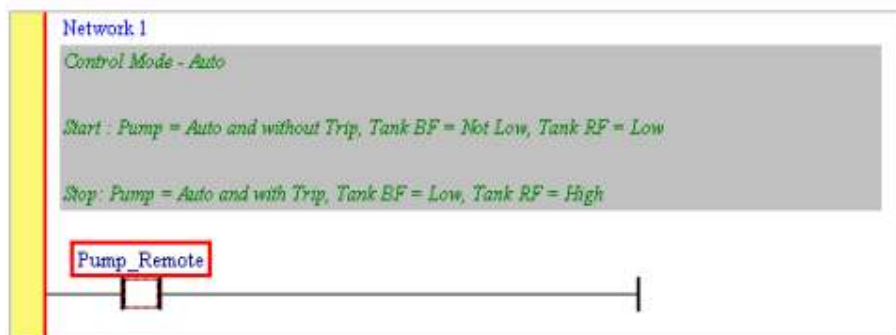 Network 1
Control Mode - Auto
Start : Pump = Auto and without Trip, Tank BF = Not Low, Tank RF = Low
Stop: Pump = Auto and with Trip, Tank BF = Low, Tank RF = High
Pump_Remote